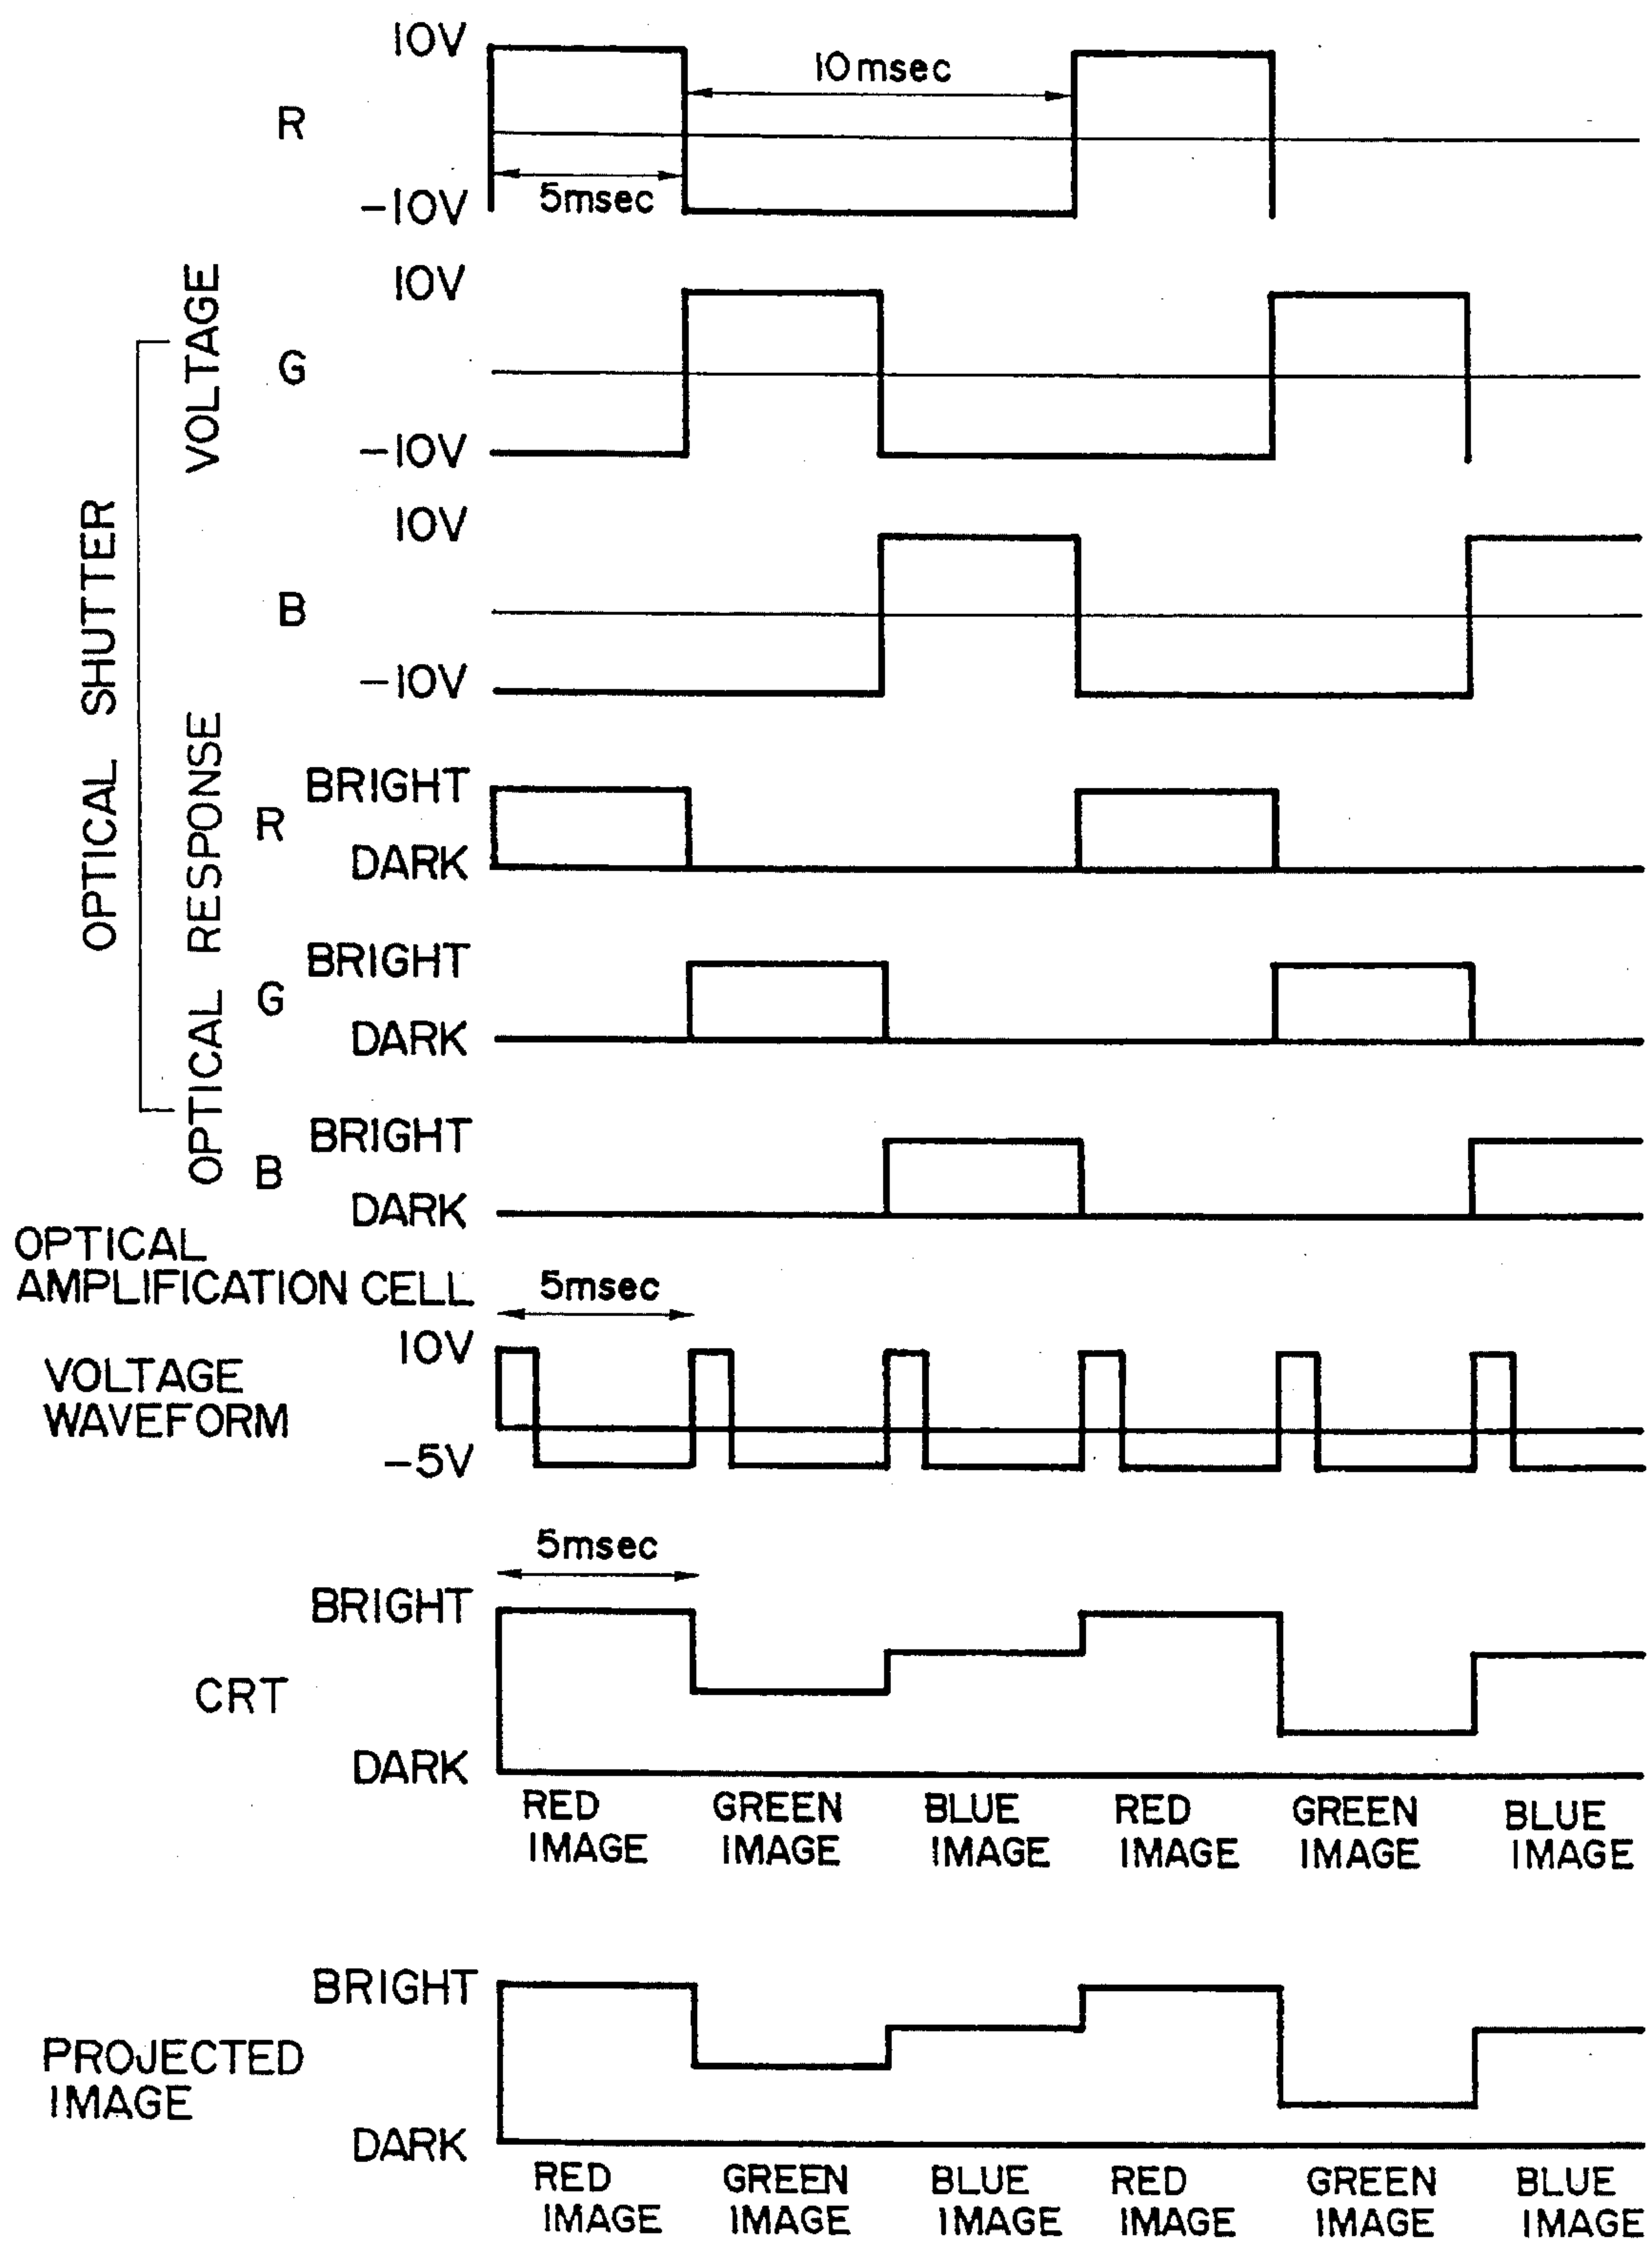 10V
10msec
R
5msec
-10V
OPTICAL SHUTTER
VOLTAGE
10V
G
-10V
10V
B
-10V
OPTICAL RESPONSE
BRIGHT
R
DARK
BRIGHT
G
DARK
BRIGHT
B
DARK
OPTICAL
AMPLIFICATION CELL
5msec
10V
VOLTAGE
WAVEFORM
-5V
5msec
BRIGHT
CRT
DARK
RED IMAGE
GREEN IMAGE
BLUE IMAGE
RED IMAGE
GREEN IMAGE
BLUE IMAGE
BRIGHT
PROJECTED
IMAGE
DARK
RED IMAGE
GREEN IMAGE
BLUE IMAGE
RED IMAGE
GREEN IMAGE
BLUE IMAGE